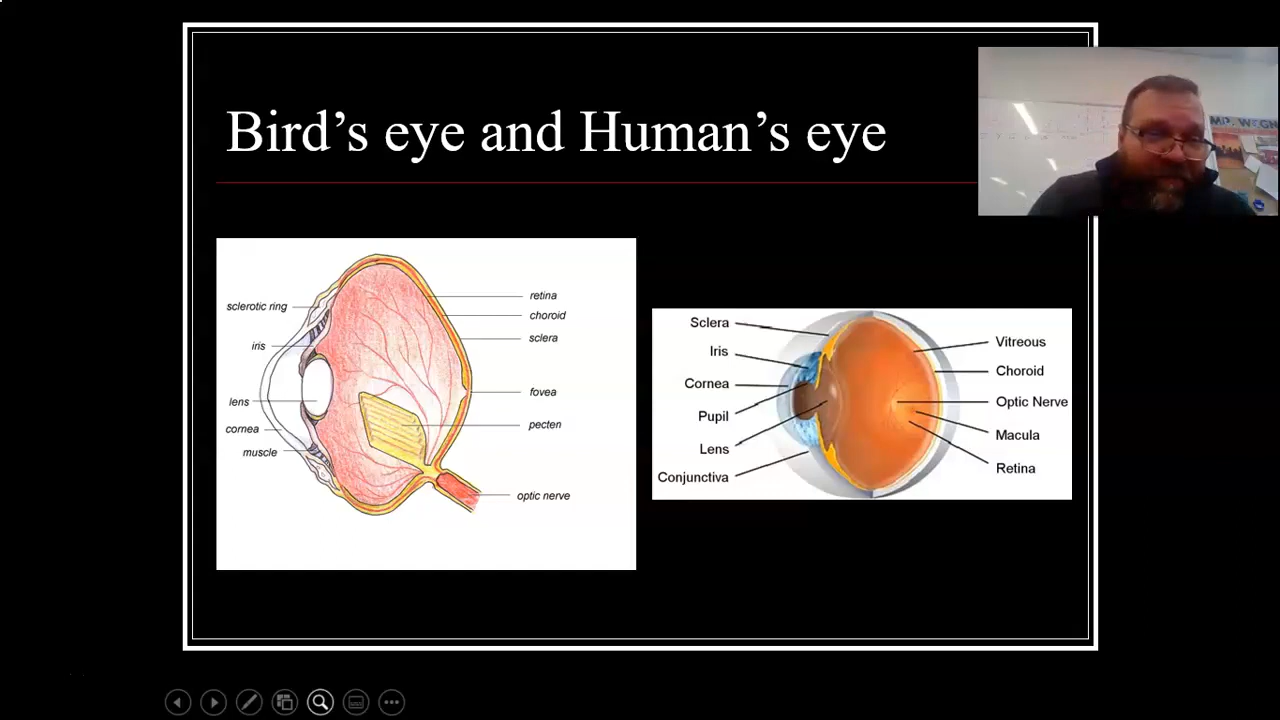 Bird’s eye and Human’s eye
sclerotic ring
iris
lens
cornea
muscle
retina
choroid
sclera
fovea
pecten
optic nerve
Sclera
Iris
Cornea
Pupil
Lens
Conjunctiva
Vitreous
Choroid
Optic Nerve
Macula
Retina
MR.